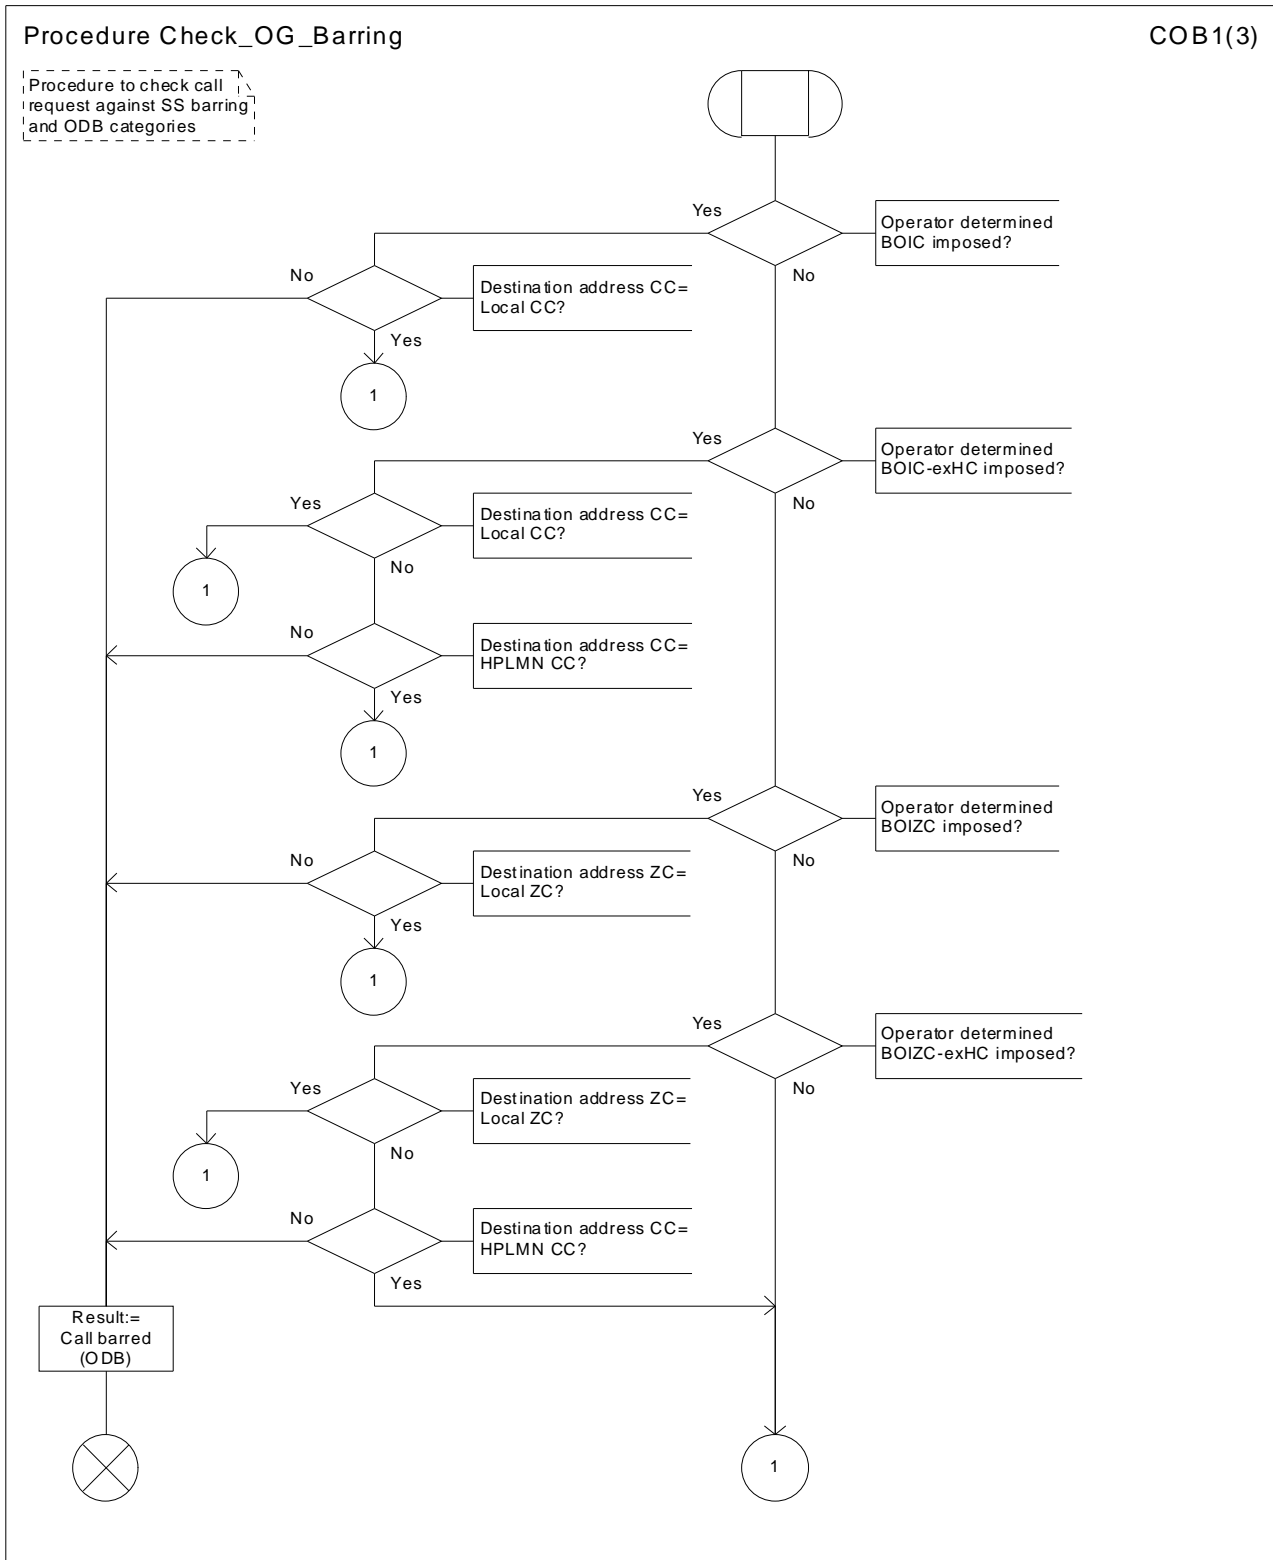 Procedure Check_OG_Barring
COB1(3)
Procedure to check call
request against SS barring
and ODB categories
Yes
Operator determined
BOIC imposed?
No
No
Destination address CC=
Local CC?
Yes
1
Yes
Operator determined
BOIC-exHC imposed?
No
Yes
Destination address CC=
Local CC?
No
1
No
Destination address CC=
HPLMN CC?
Yes
1
Yes
Operator determined
BOIZC imposed?
No
No
Destination address ZC=
Local ZC?
Yes
1
Yes
Operator determined
BOIZC-exHC imposed?
No
Yes
Destination address ZC=
Local ZC?
No
1
No
Destination address CC=
HPLMN CC?
Yes
Result:=
Call barred
(ODB)
1